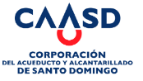 CAASD
CORPORACIÓN
DEL ACUEDUCTO Y ALCANTARILLADO
DE SANTO DOMINGO